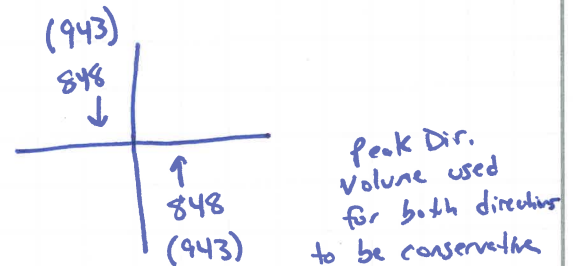 (943)
848
848
(943)
Peak Dir.
Volume used
for both directions
to be conservative